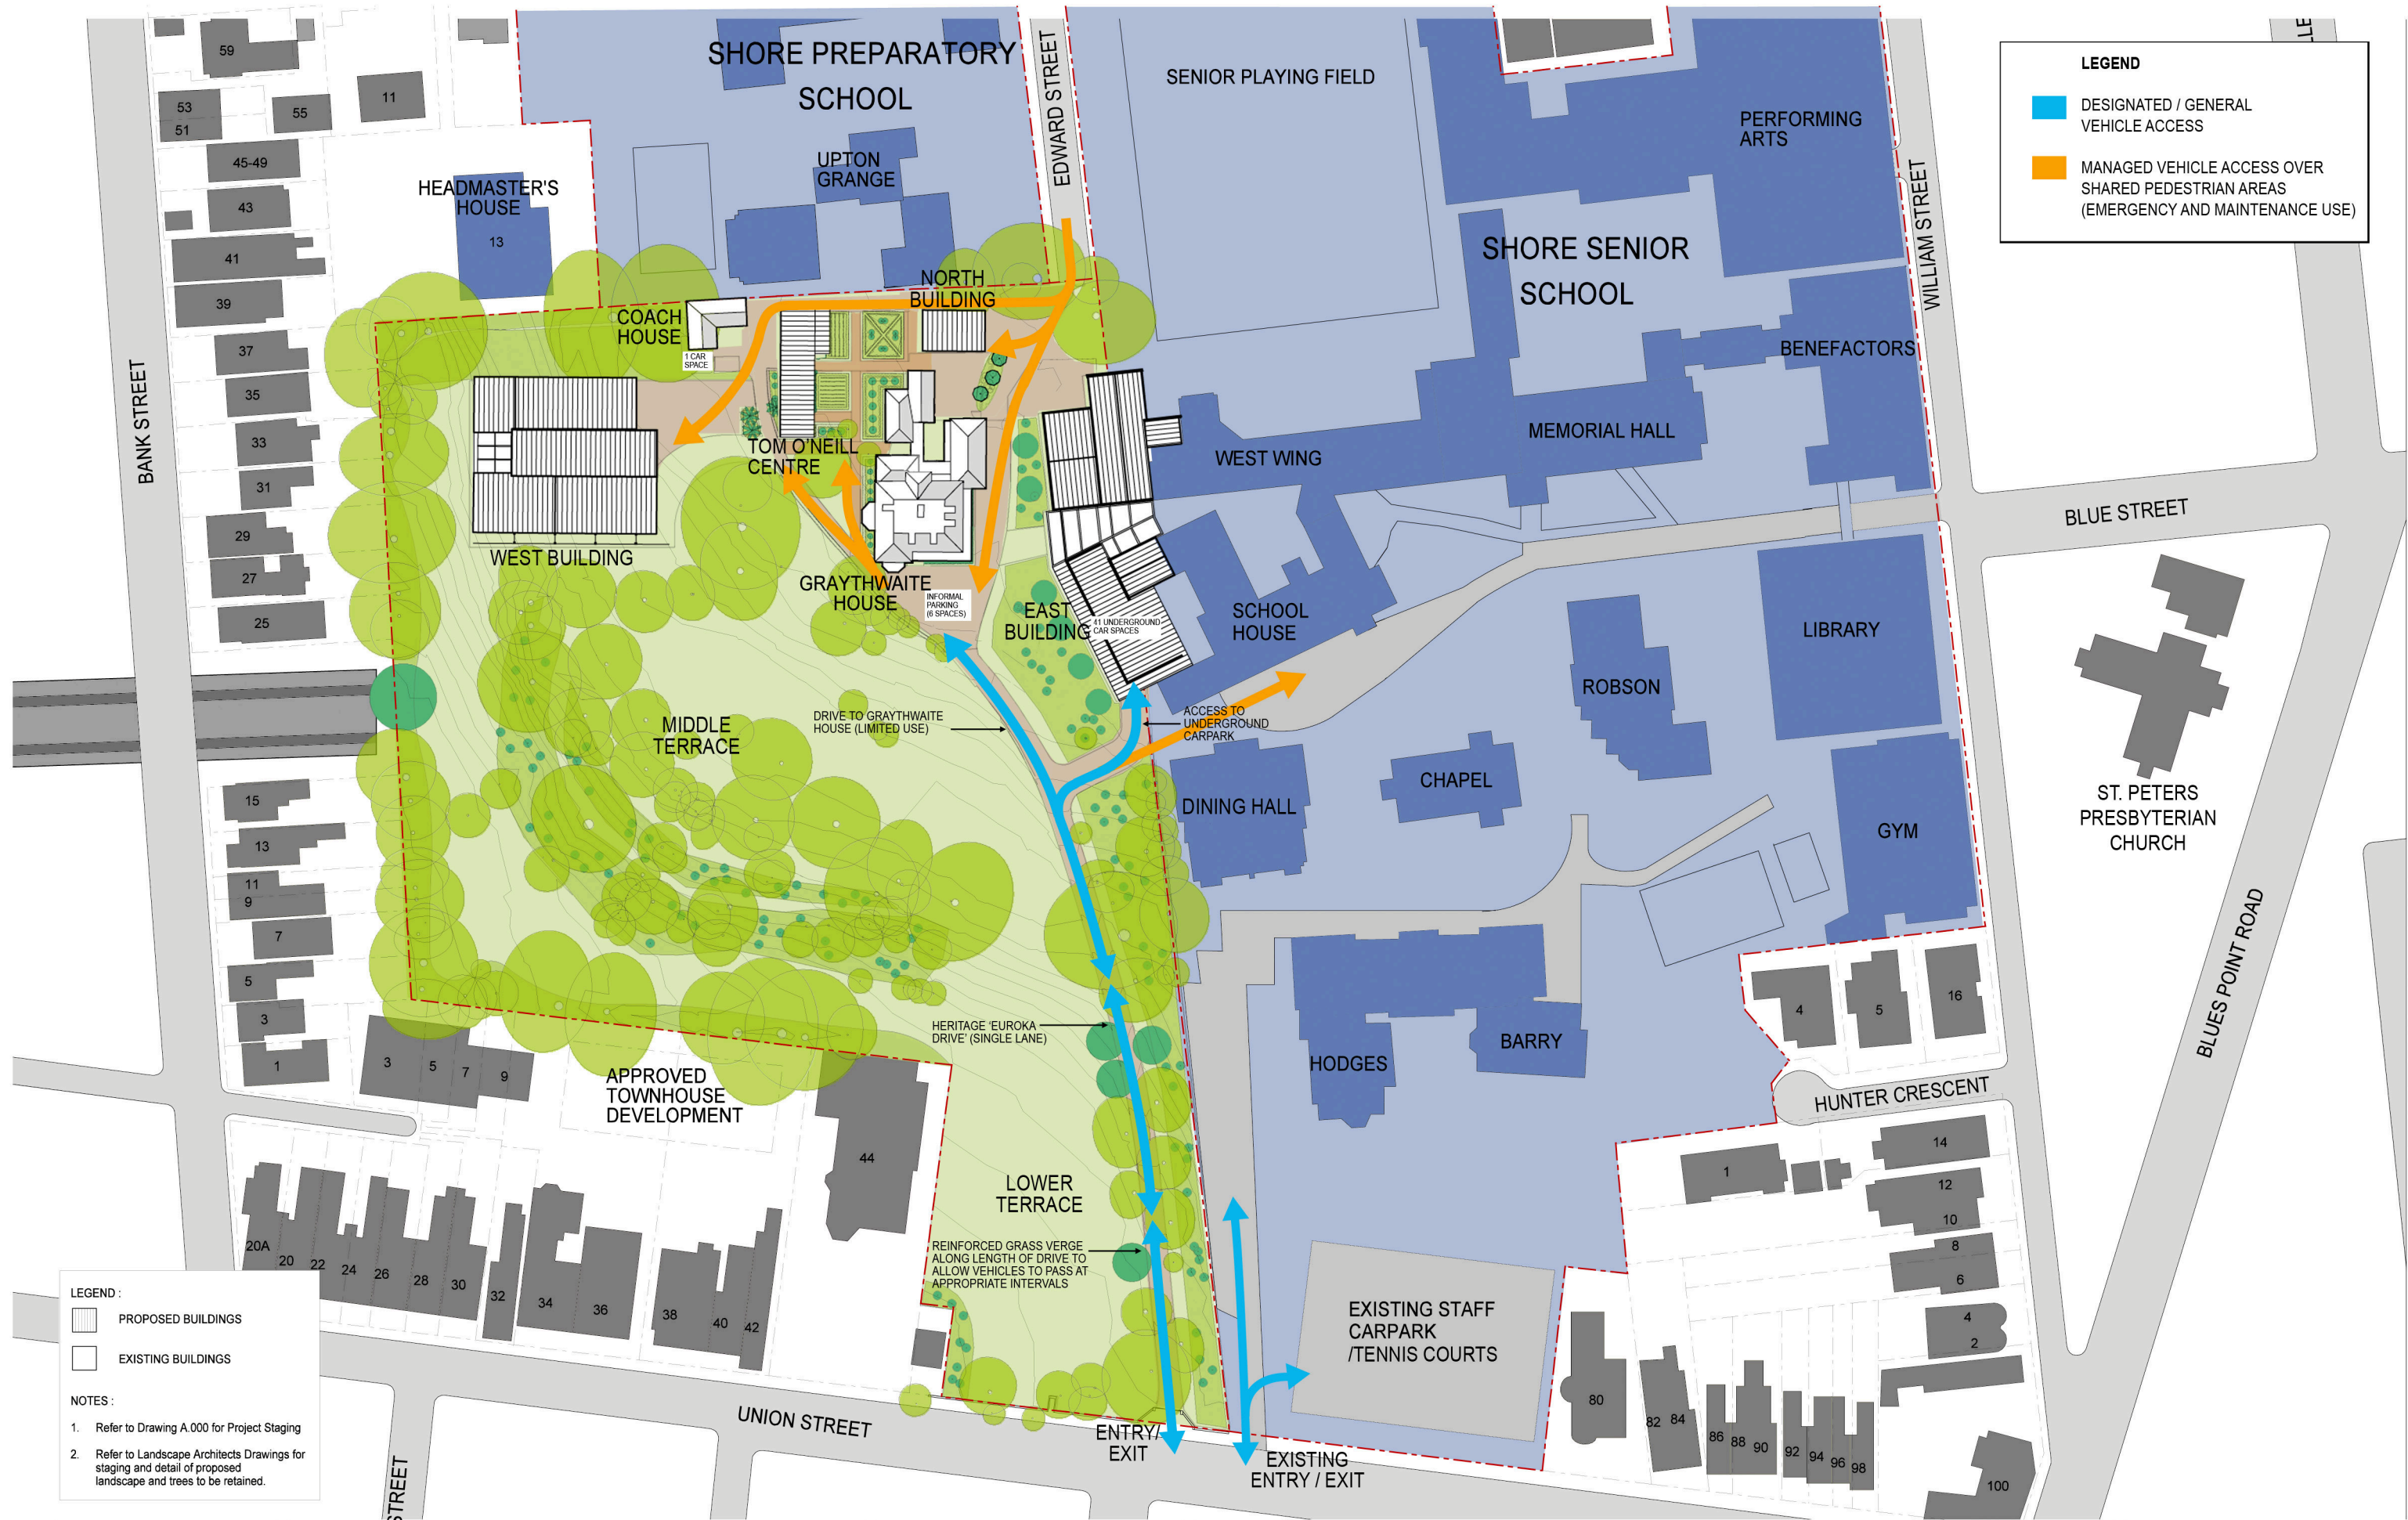 SHORE PREPARATORY
SCHOOL
EDWARD STREET
SENIOR PLAYING FIELD
PERFORMING
ARTS
WILLIAM STREET
LEGEND
DESIGNATED / GENERAL
VEHICLE ACCESS
MANAGED VEHICLE ACCESS OVER
SHARED PEDESTRIAN AREAS
(EMERGENCY AND MAINTENANCE USE)
59
53
51
55
11
45-49
43
41
39
37
35
33
31
29
27
25
15
13
11
9
7
5
3
1
BANK STREET
HEADMASTER'S
HOUSE
13
UPTON
GRANGE
NORTH
BUILDING
COACH
HOUSE
1 CAR
SPACE
SHORE SENIOR
SCHOOL
BENEFACTORS
MEMORIAL HALL
WEST WING
TOM O'NEILL
CENTRE
WEST BUILDING
GRAYTHWAITE
HOUSE
INFORMAL
PARKING
(6 SPACES)
EAST
BUILDING
41 UNDERGROUND
CAR SPACES
SCHOOL
HOUSE
BLUE STREET
LIBRARY
ROBSON
CHAPEL
DINING HALL
GYM
ST. PETERS
PRESBYTERIAN
CHURCH
BLUES POINT ROAD
MIDDLE
TERRACE
DRIVE TO GRAYTHWAITE
HOUSE (LIMITED USE)
ACCESS TO
UNDERGROUND
CARPARK
HERITAGE 'EUROKA
DRIVE' (SINGLE LANE)
HODGES
BARRY
4
5
16
HUNTER CRESCENT
14
1
12
10
8
6
4
2
3
5
7
9
APPROVED
TOWNHOUSE
DEVELOPMENT
44
LOWER
TERRACE
REINFORCED GRASS VERGE
ALONG LENGTH OF DRIVE TO
ALLOW VEHICLES TO PASS AT
APPROPRIATE INTERVALS
20A
20
22
24
26
28
30
32
34
36
38
40
42
EXISTING STAFF
CARPARK
/TENNIS COURTS
80
82
84
86
88
90
92
94
96
98
100
UNION STREET
ENTRY/
EXIT
EXISTING
ENTRY / EXIT
LEGEND :
PROPOSED BUILDINGS
EXISTING BUILDINGS
NOTES :
1. Refer to Drawing A.000 for Project Staging
2. Refer to Landscape Architects Drawings for
staging and detail of proposed
landscape and trees to be retained.
STREET